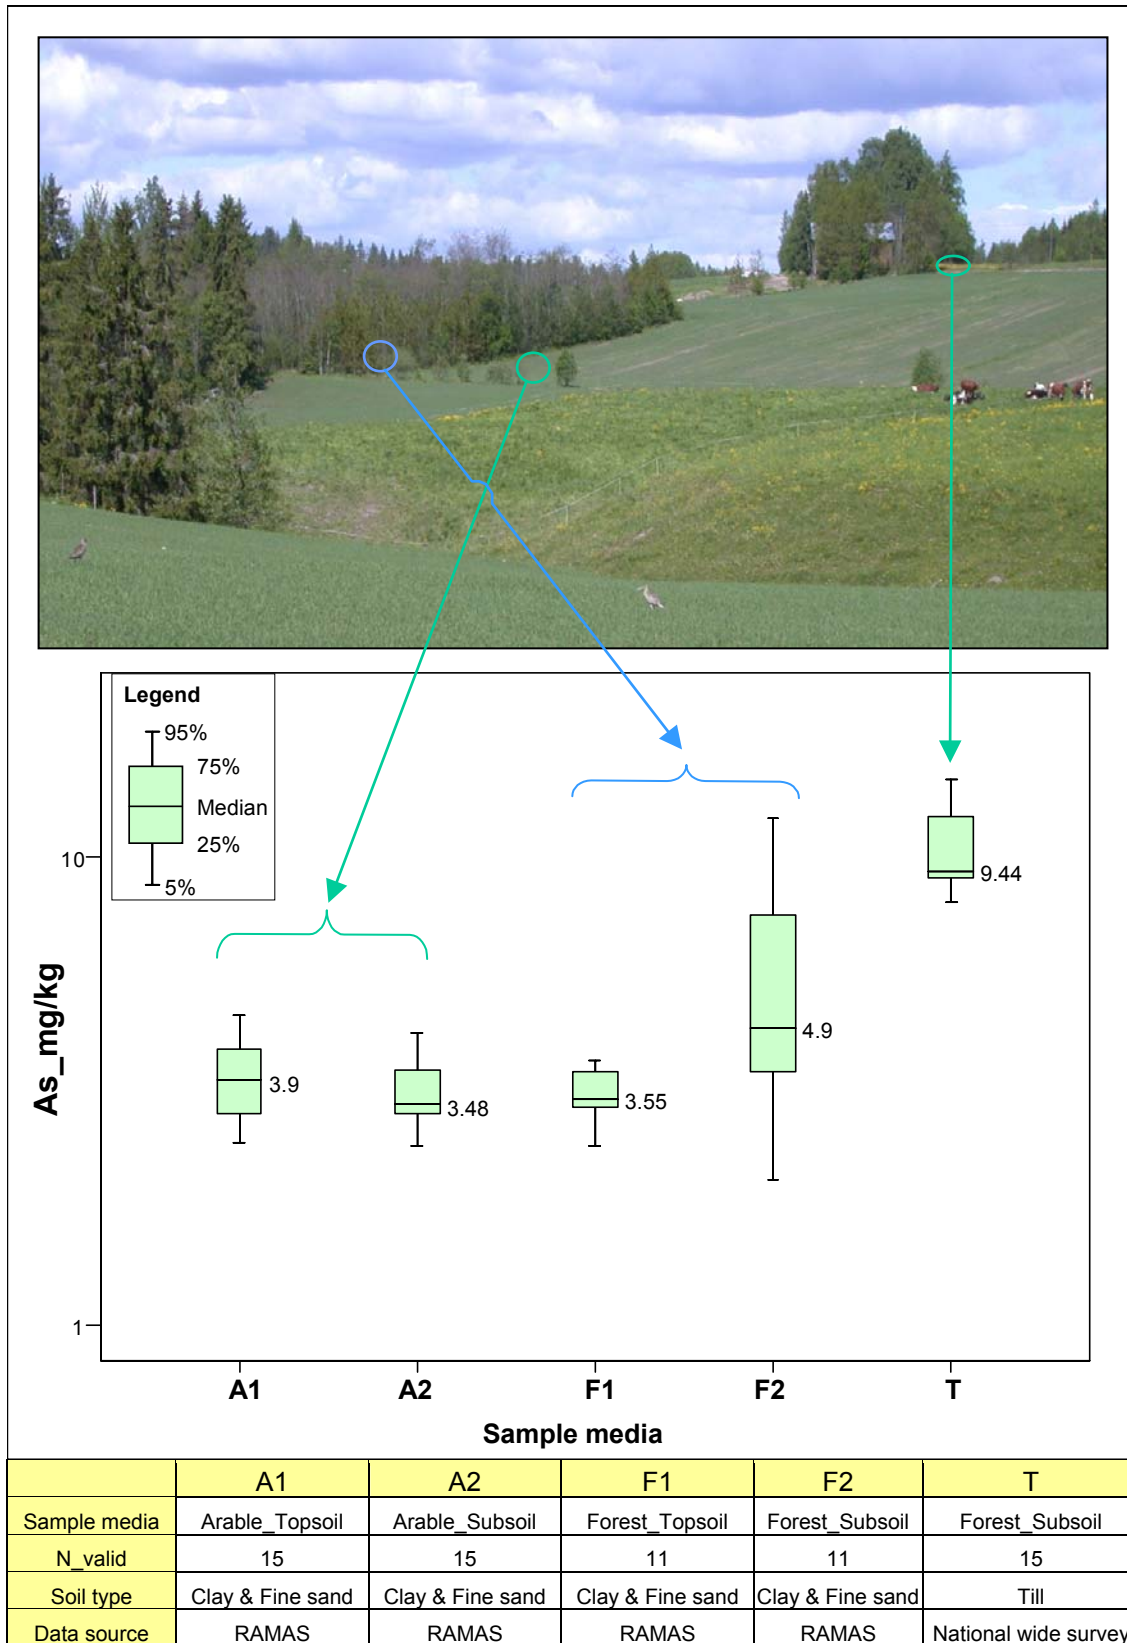 Legend
95%
75%
Median
25%
5%
10
1
As_mg/kg
3.9
3.48
3.55
4.9
9.44
A1 A2 F1 F2 T
Sample media
A1 A2 F1 F2 T
Sample media Arable_Topsoil Arable_Subsoil Forest_Topsoil Forest_Subsoil Forest_Subsoil
N_valid 15 15 11 11 15
Soil type Clay & Fine sand Clay & Fine sand Clay & Fine sand Clay & Fine sand Till
Data source RAMAS RAMAS RAMAS RAMAS National wide survey